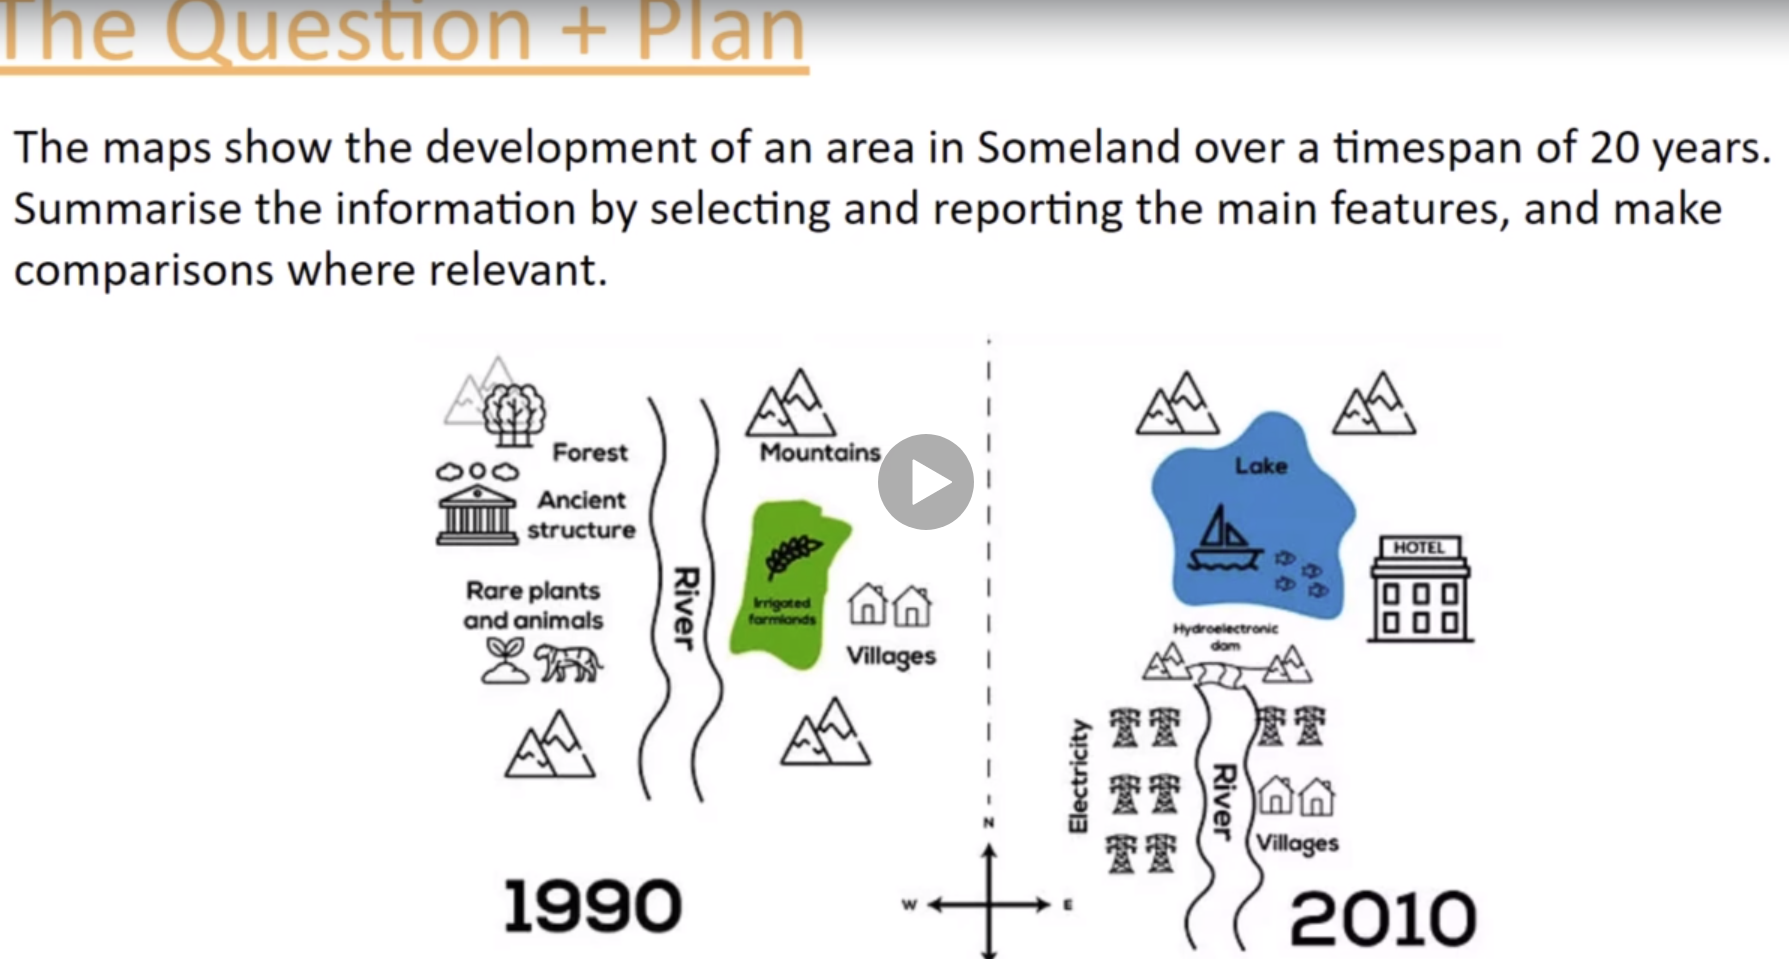 The Question + Plan
The maps show the development of an area in Someland over a timespan of 20 years.
Summarise the information by selecting and reporting the main features, and make
comparisons where relevant.
Forest
Ancient
structure
Rare plants
and animals
River
Mountains
Irrigated
farmlands
Villages
1990
N
W
E
Lake
HOTEL
Hydroelectronic
dam
Electricity
River
Villages
2010